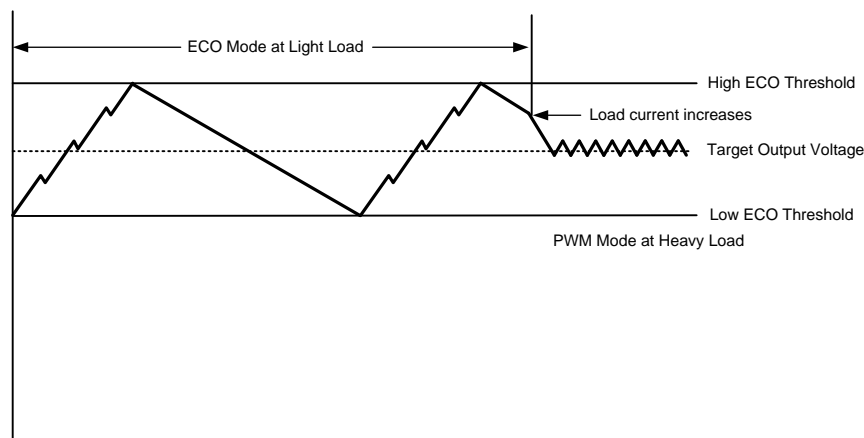 ECO Mode at Light Load
High ECO Threshold
Load current increases
Target Output Voltage
Low ECO Threshold
PWM Mode at Heavy Load